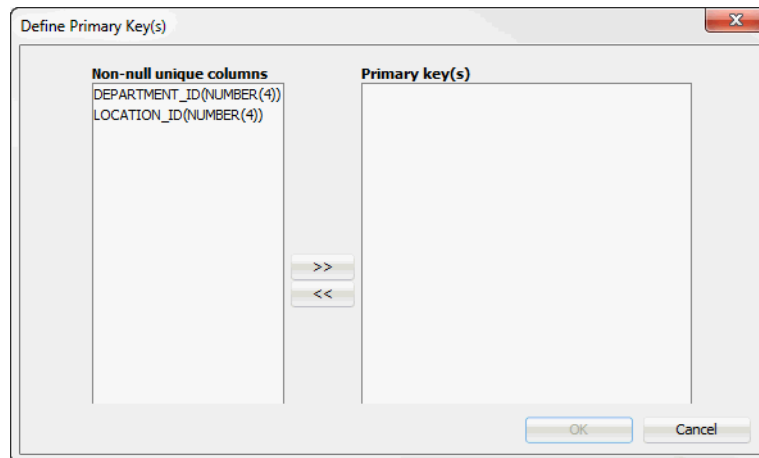 Define Primary Key(s)
X
Non-null unique columns
Primary key(s)
DEPARTMENT_ID(NUMBER(4))
LOCATION_ID(NUMBER(4))
>>
<<
OK
Cancel